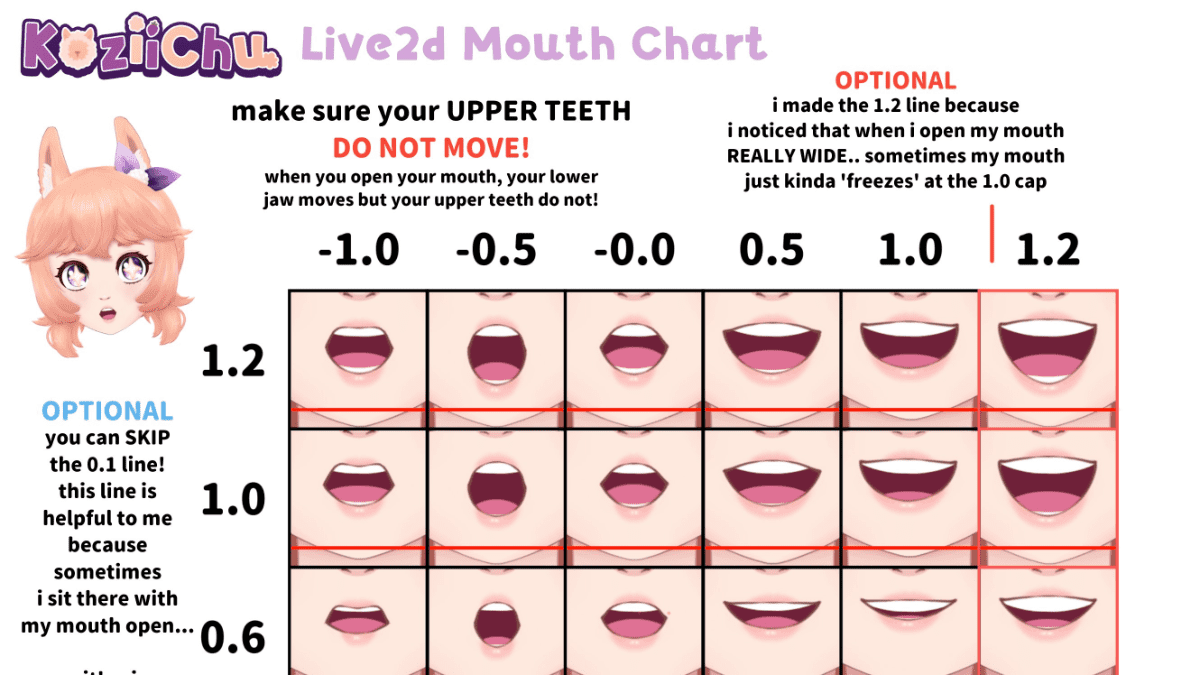 KoziiChu
Live2d Mouth Chart
make sure your UPPER TEETH
DO NOT MOVE!
when you open your mouth, your lower
jaw moves but your upper teeth do not!
OPTIONAL
i made the 1.2 line because
i noticed that when i open my mouth
REALLY WIDE.. sometimes my mouth
just kinda 'freezes' at the 1.0 cap
-1.0 -0.5 -0.0 0.5 1.0 1.2
1.2
1.0
0.6
OPTIONAL
you can SKIP
the 0.1 line!
this line is
helpful to me
because
sometimes
i sit there with
my mouth open...